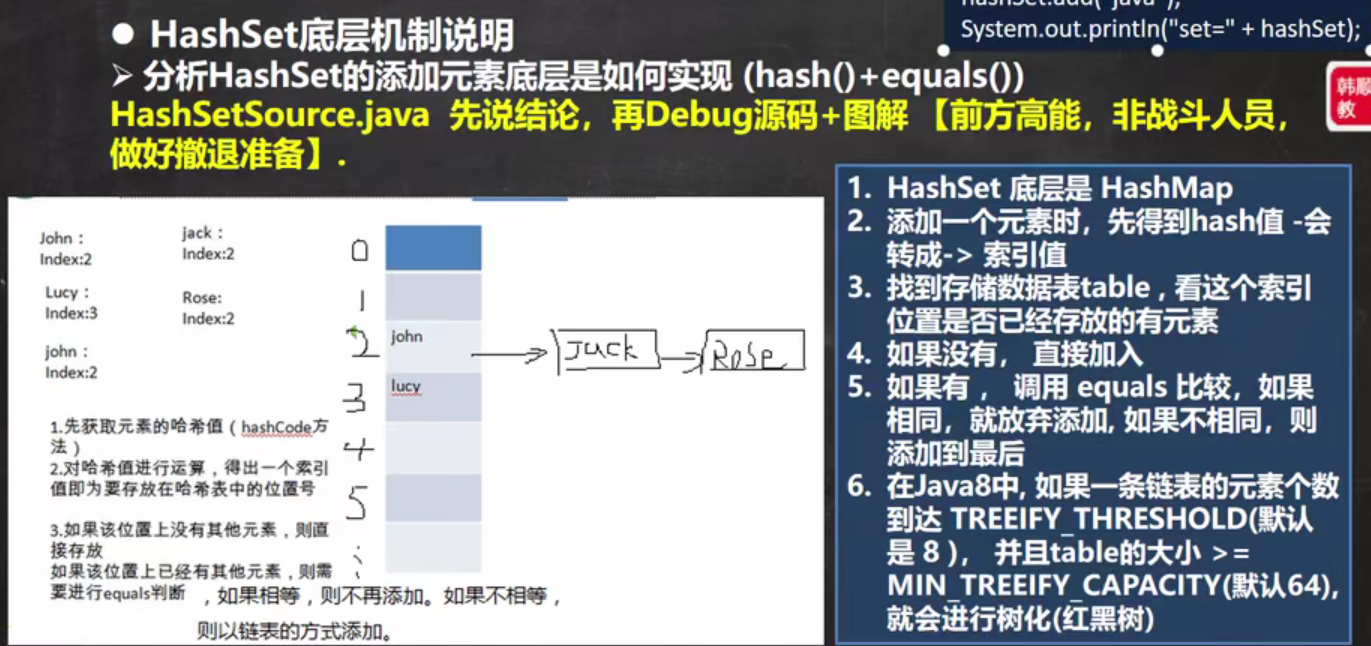 hashSet.add("java");
System.out.println("set=" + hashSet);
● HashSet底层机制说明
➢ 分析HashSet的添加元素底层是如何实现 (hash()+equals())
HashSetSource.java 先说结论，再Debug源码+图解 【前方高能，非战斗人员，
做好撤退准备】.
韩顺
教
John：
Index:2
jack：
Index:2
Lucy：
Index:3
Rose:
Index:2
john：
Index:2
0
1
2
3
4
5
john
Jack
Rose
lucy
1.先获取元素的哈希值（hashCode方
法）
2.对哈希值进行运算，得出一个索引
值即为要存放在哈希表中的位置号
3.如果该位置上没有其他元素，则直
接存放
如果该位置上已经有其他元素，则需
要进行equals判断 ，如果相等，则不再添加。如果不相等，
则以链表的方式添加。
1. HashSet 底层是 HashMap
2. 添加一个元素时，先得到hash值 -会
转成-> 索引值
3. 找到存储数据表table，看这个索引
位置是否已经存放的有元素
4. 如果没有， 直接加入
5. 如果有 ， 调用 equals 比较，如果
相同，就放弃添加, 如果不相同，则
添加到最后
6. 在Java8中, 如果一条链表的元素个数
到达 TREEIFY_THRESHOLD(默认
是 8 )， 并且table的大小 >=
MIN_TREEIFY_CAPACITY(默认64),
就会进行树化(红黑树)